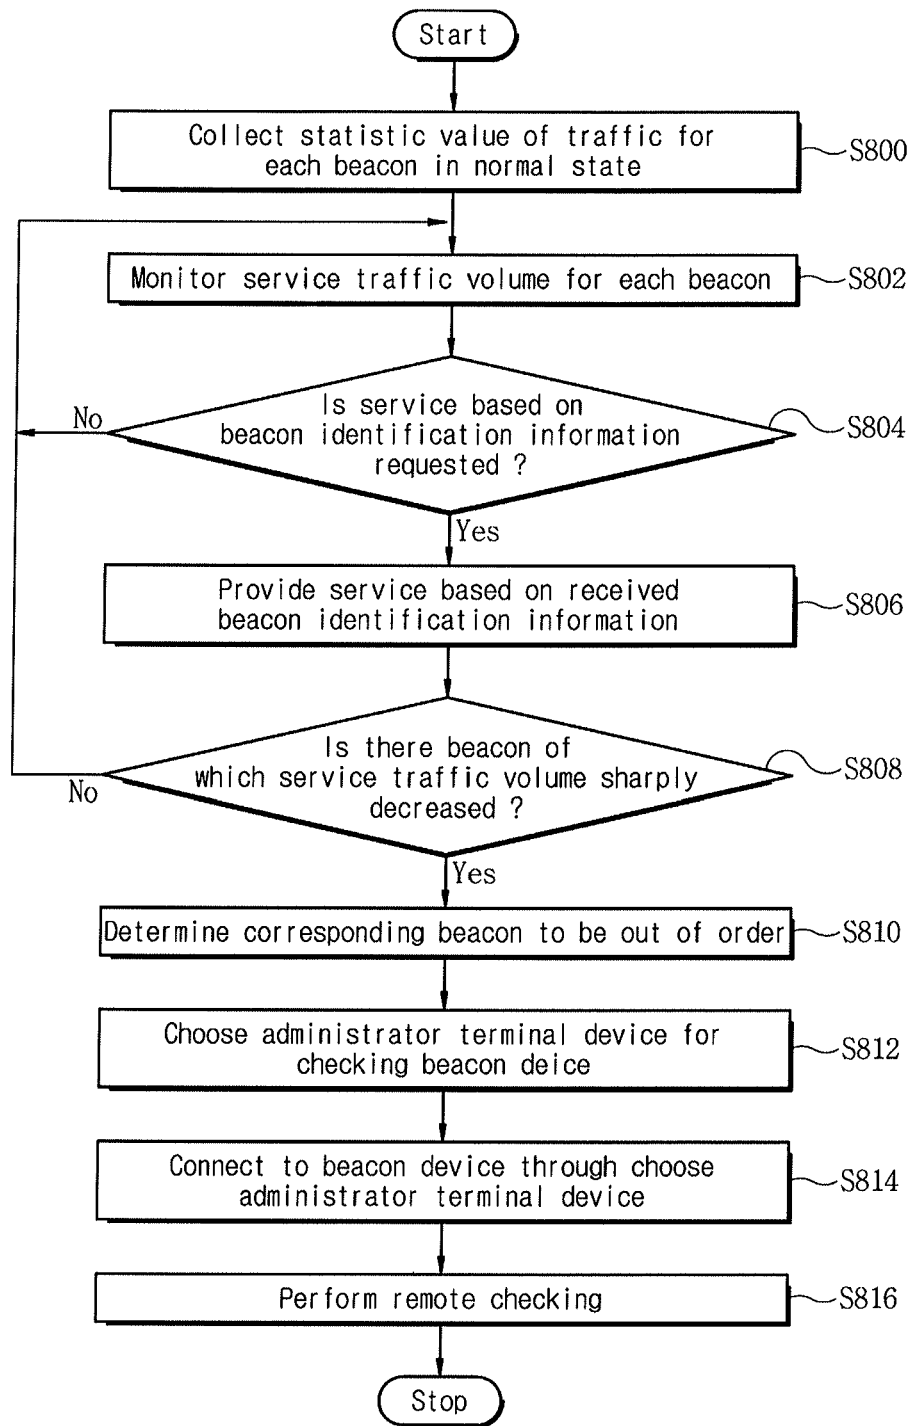 Start
Collect statistic value of traffic for
each beacon in normal state
S800
Monitor service traffic volume for each beacon
S802
Is service based on
beacon identification information
requested ?
S804
No
Yes
Provide service based on received
beacon identification information
S806
Is there beacon of
which service traffic volume sharply
decreased ?
S808
No
Yes
Determine corresponding beacon to be out of order
S810
Choose administrator terminal device for
checking beacon deice
S812
Connect to beacon device through choose
administrator terminal device
S814
Perform remote checking
S816
Stop